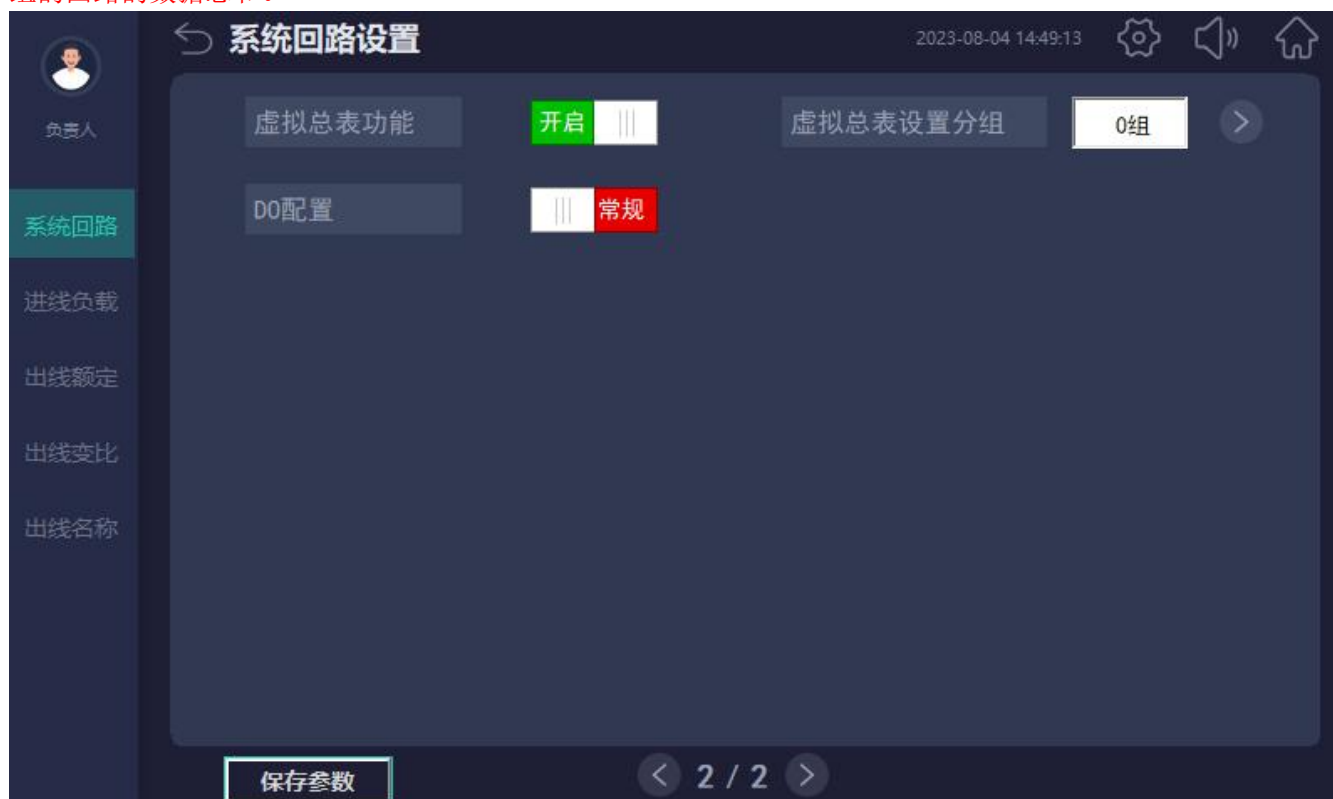 系统回路设置
2023-08-04 14:49:13
负责人
虚拟总表功能 开启 虚拟总表设置分组 0组
DO配置 常规
系统回路
进线负载
出线额定
出线变比
出线名称
保存参数
2 / 2